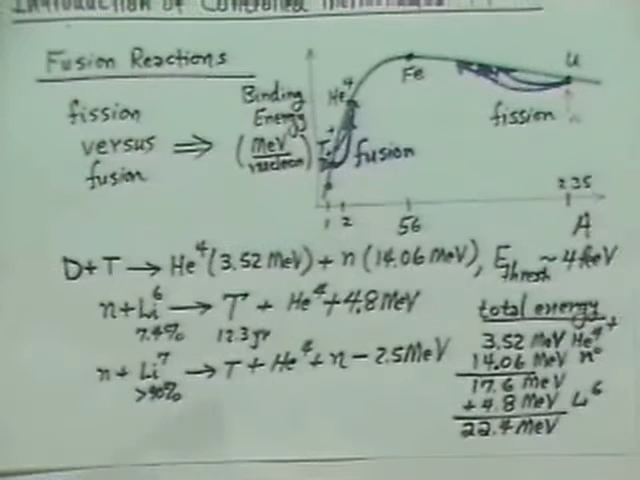 Introduction of Controlled
Fusion Reactions
fission
versus
fusion
Binding
Energy
(MeV
nucleon)
He⁴
T
Fe
U
fusion
fission
1 2 56 235
A
D+T → He⁴ (3.52 MeV) + n (14.06 MeV), E Thresh ~ 4 keV
n + Li⁶ → T + He⁴ + 4.8 MeV
7.4% 12.3 yr
n + Li⁷ → T + He⁴ + n - 2.5 MeV
>90%
total energy
3.52 MeV He⁴⁺
14.06 MeV n⁰
17.6 MeV
+4.8 MeV Li⁶
22.4 MeV